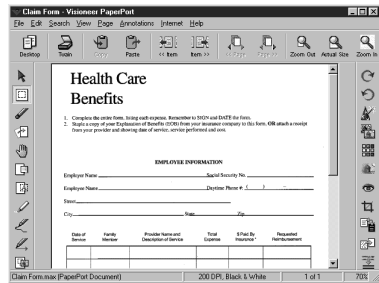 Claim Form - Visioneer PaperPort
File Edit Search View Page Annotations Internet Help
Desktop Twain Copy Paste << Item Item >> << Page Page >> Zoom Out Actual Size Zoom In
Health Care
Benefits
1. Complete the entire form, listing each expense. Remember to SIGN and DATE the form.
2. Staple a copy of your Explanation of Benefits (EOB) from your insurance company to this form, OR attach a receipt
from your provider and showing date of service, service performed and cost.
EMPLOYEE INFORMATION
Employee Name Social Security No.
Employee Name Daytime Phone #: ( ) -
Street
City State Zip
Date of Family Provider Name and Total $ Paid By Requested
Service Member Description of Service Expense Insurance * Reimbursement
Claim Form.max (PaperPort Document) 200 DPI, Black & White 1 of 1 70%